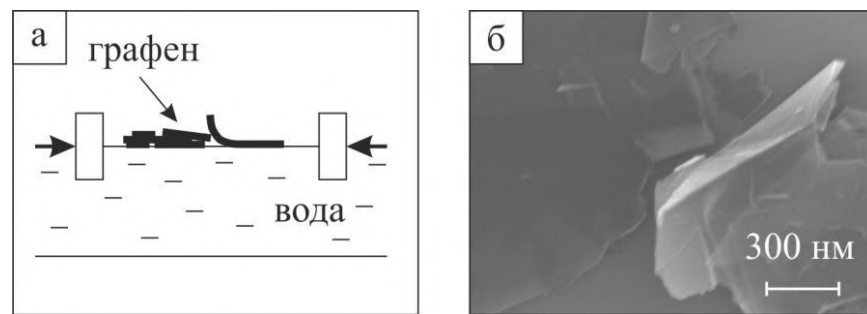 а
графен
вода
б
300 нм